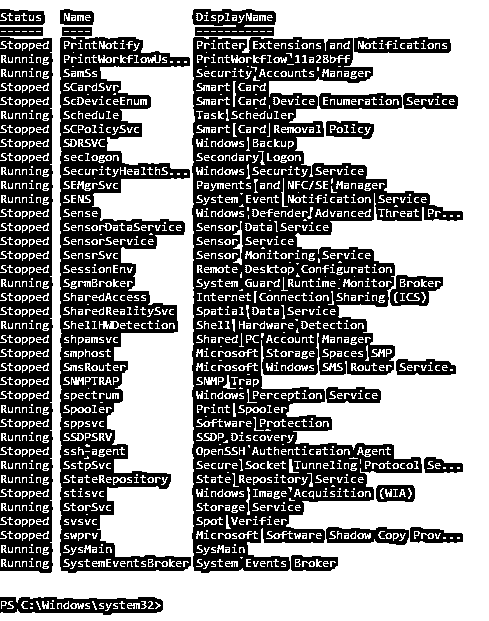 Status Name DisplayName
------ ---- -----------
Stopped PrintNotify Printer Extensions and Notifications
Running PrintWorkflowUs... PrintWorkflow_11a28bff
Running SamSs Security Accounts Manager
Stopped SCardSvr Smart Card
Stopped ScDeviceEnum Smart Card Device Enumeration Service
Running Schedule Task Scheduler
Stopped SCPolicySvc Smart Card Removal Policy
Stopped SDRSVC Windows Backup
Stopped seclogon Secondary Logon
Running SecurityHealthS... Windows Security Service
Stopped SEMgrSvc Payments and NFC/SE Manager
Running SENS System Event Notification Service
Stopped Sense Windows Defender Advanced Threat Pr...
Stopped SensorDataService Sensor Data Service
Stopped SensorService Sensor Service
Stopped SensrSvc Sensor Monitoring Service
Stopped SessionEnv Remote Desktop Configuration
Running SgrmBroker System Guard Runtime Monitor Broker
Stopped SharedAccess Internet Connection Sharing (ICS)
Stopped SharedRealitySvc Spatial Data Service
Running ShellHWDetection Shell Hardware Detection
Stopped shpamsvc Shared PC Account Manager
Stopped smphost Microsoft Storage Spaces SMP
Stopped SmsRouter Microsoft Windows SMS Router Service.
Stopped SNMPTRAP SNMP Trap
Stopped spectrum Windows Perception Service
Running Spooler Print Spooler
Stopped sppsvc Software Protection
Running SSDPSRV SSDP Discovery
Stopped ssh-agent OpenSSH Authentication Agent
Running SstpSvc Secure Socket Tunneling Protocol Se...
Running StateRepository State Repository Service
Stopped stisvc Windows Image Acquisition (WIA)
Running StorSvc Storage Service
Stopped svsvc Spot Verifier
Stopped swprv Microsoft Software Shadow Copy Prov...
Running SysMain SysMain
Running SystemEventsBroker System Events Broker
PS C:\Windows\system32>